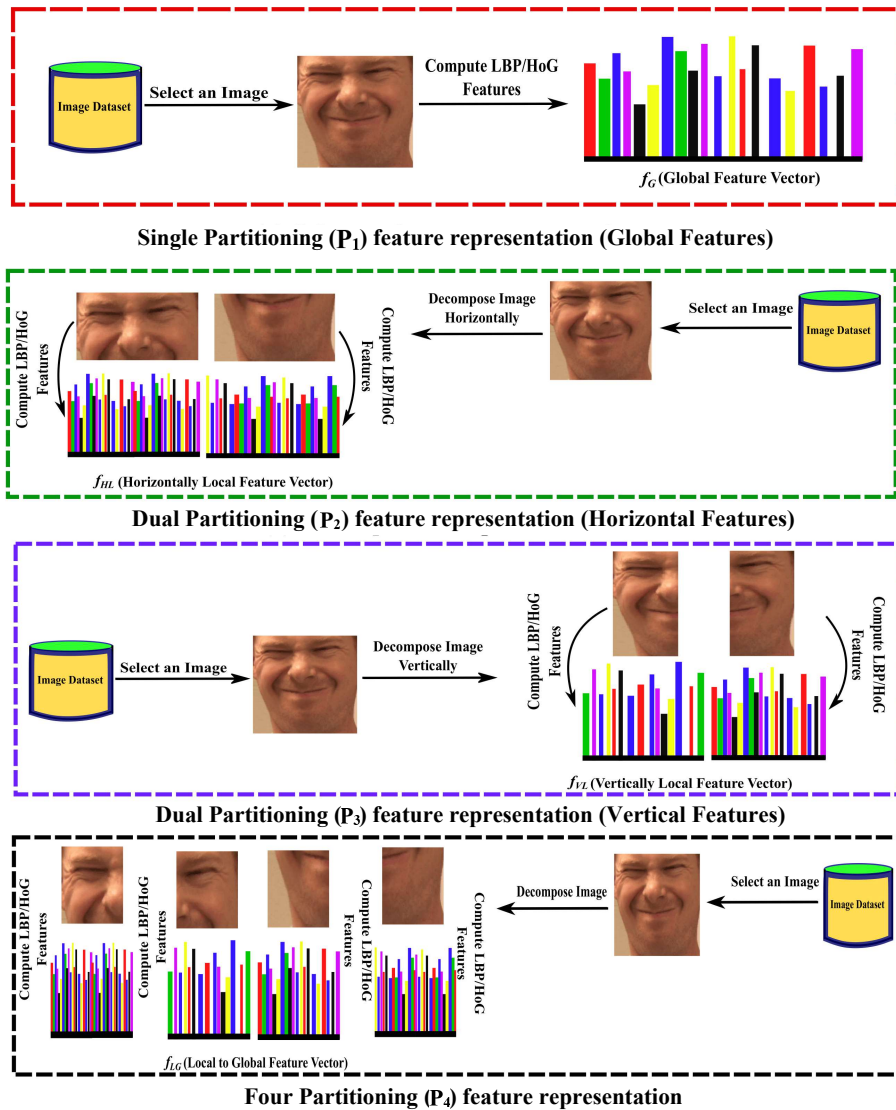 Image Dataset
Select an Image
Compute LBP/HoG
Features
f_G (Global Feature Vector)
Single Partitioning (P₁) feature representation (Global Features)
Compute LBP/HoG
Features
Compute LBP/HoG
Features
Decompose Image
Horizontally
Select an Image
Image Dataset
f_HL (Horizontally Local Feature Vector)
Dual Partitioning (P₂) feature representation (Horizontal Features)
Image Dataset
Select an Image
Decompose Image
Vertically
Compute LBP/HoG
Features
Compute LBP/HoG
Features
f_VL (Vertically Local Feature Vector)
Dual Partitioning (P₃) feature representation (Vertical Features)
Compute LBP/HoG
Features
Compute LBP/HoG
Features
Compute LBP/HoG
Features
Compute LBP/HoG
Features
Decompose Image
Select an Image
Image Dataset
f_LG (Local to Global Feature Vector)
Four Partitioning (P₄) feature representation